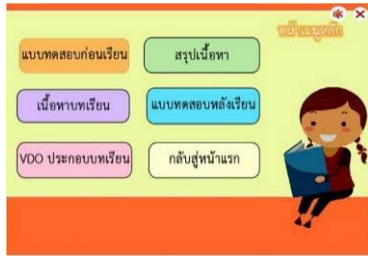 หน้าเมนูหลัก
แบบทดสอบก่อนเรียน
สรุปเนื้อหา
เนื้อหาบทเรียน
แบบทดสอบหลังเรียน
VDO ประกอบบทเรียน
กลับสู่หน้าแรก